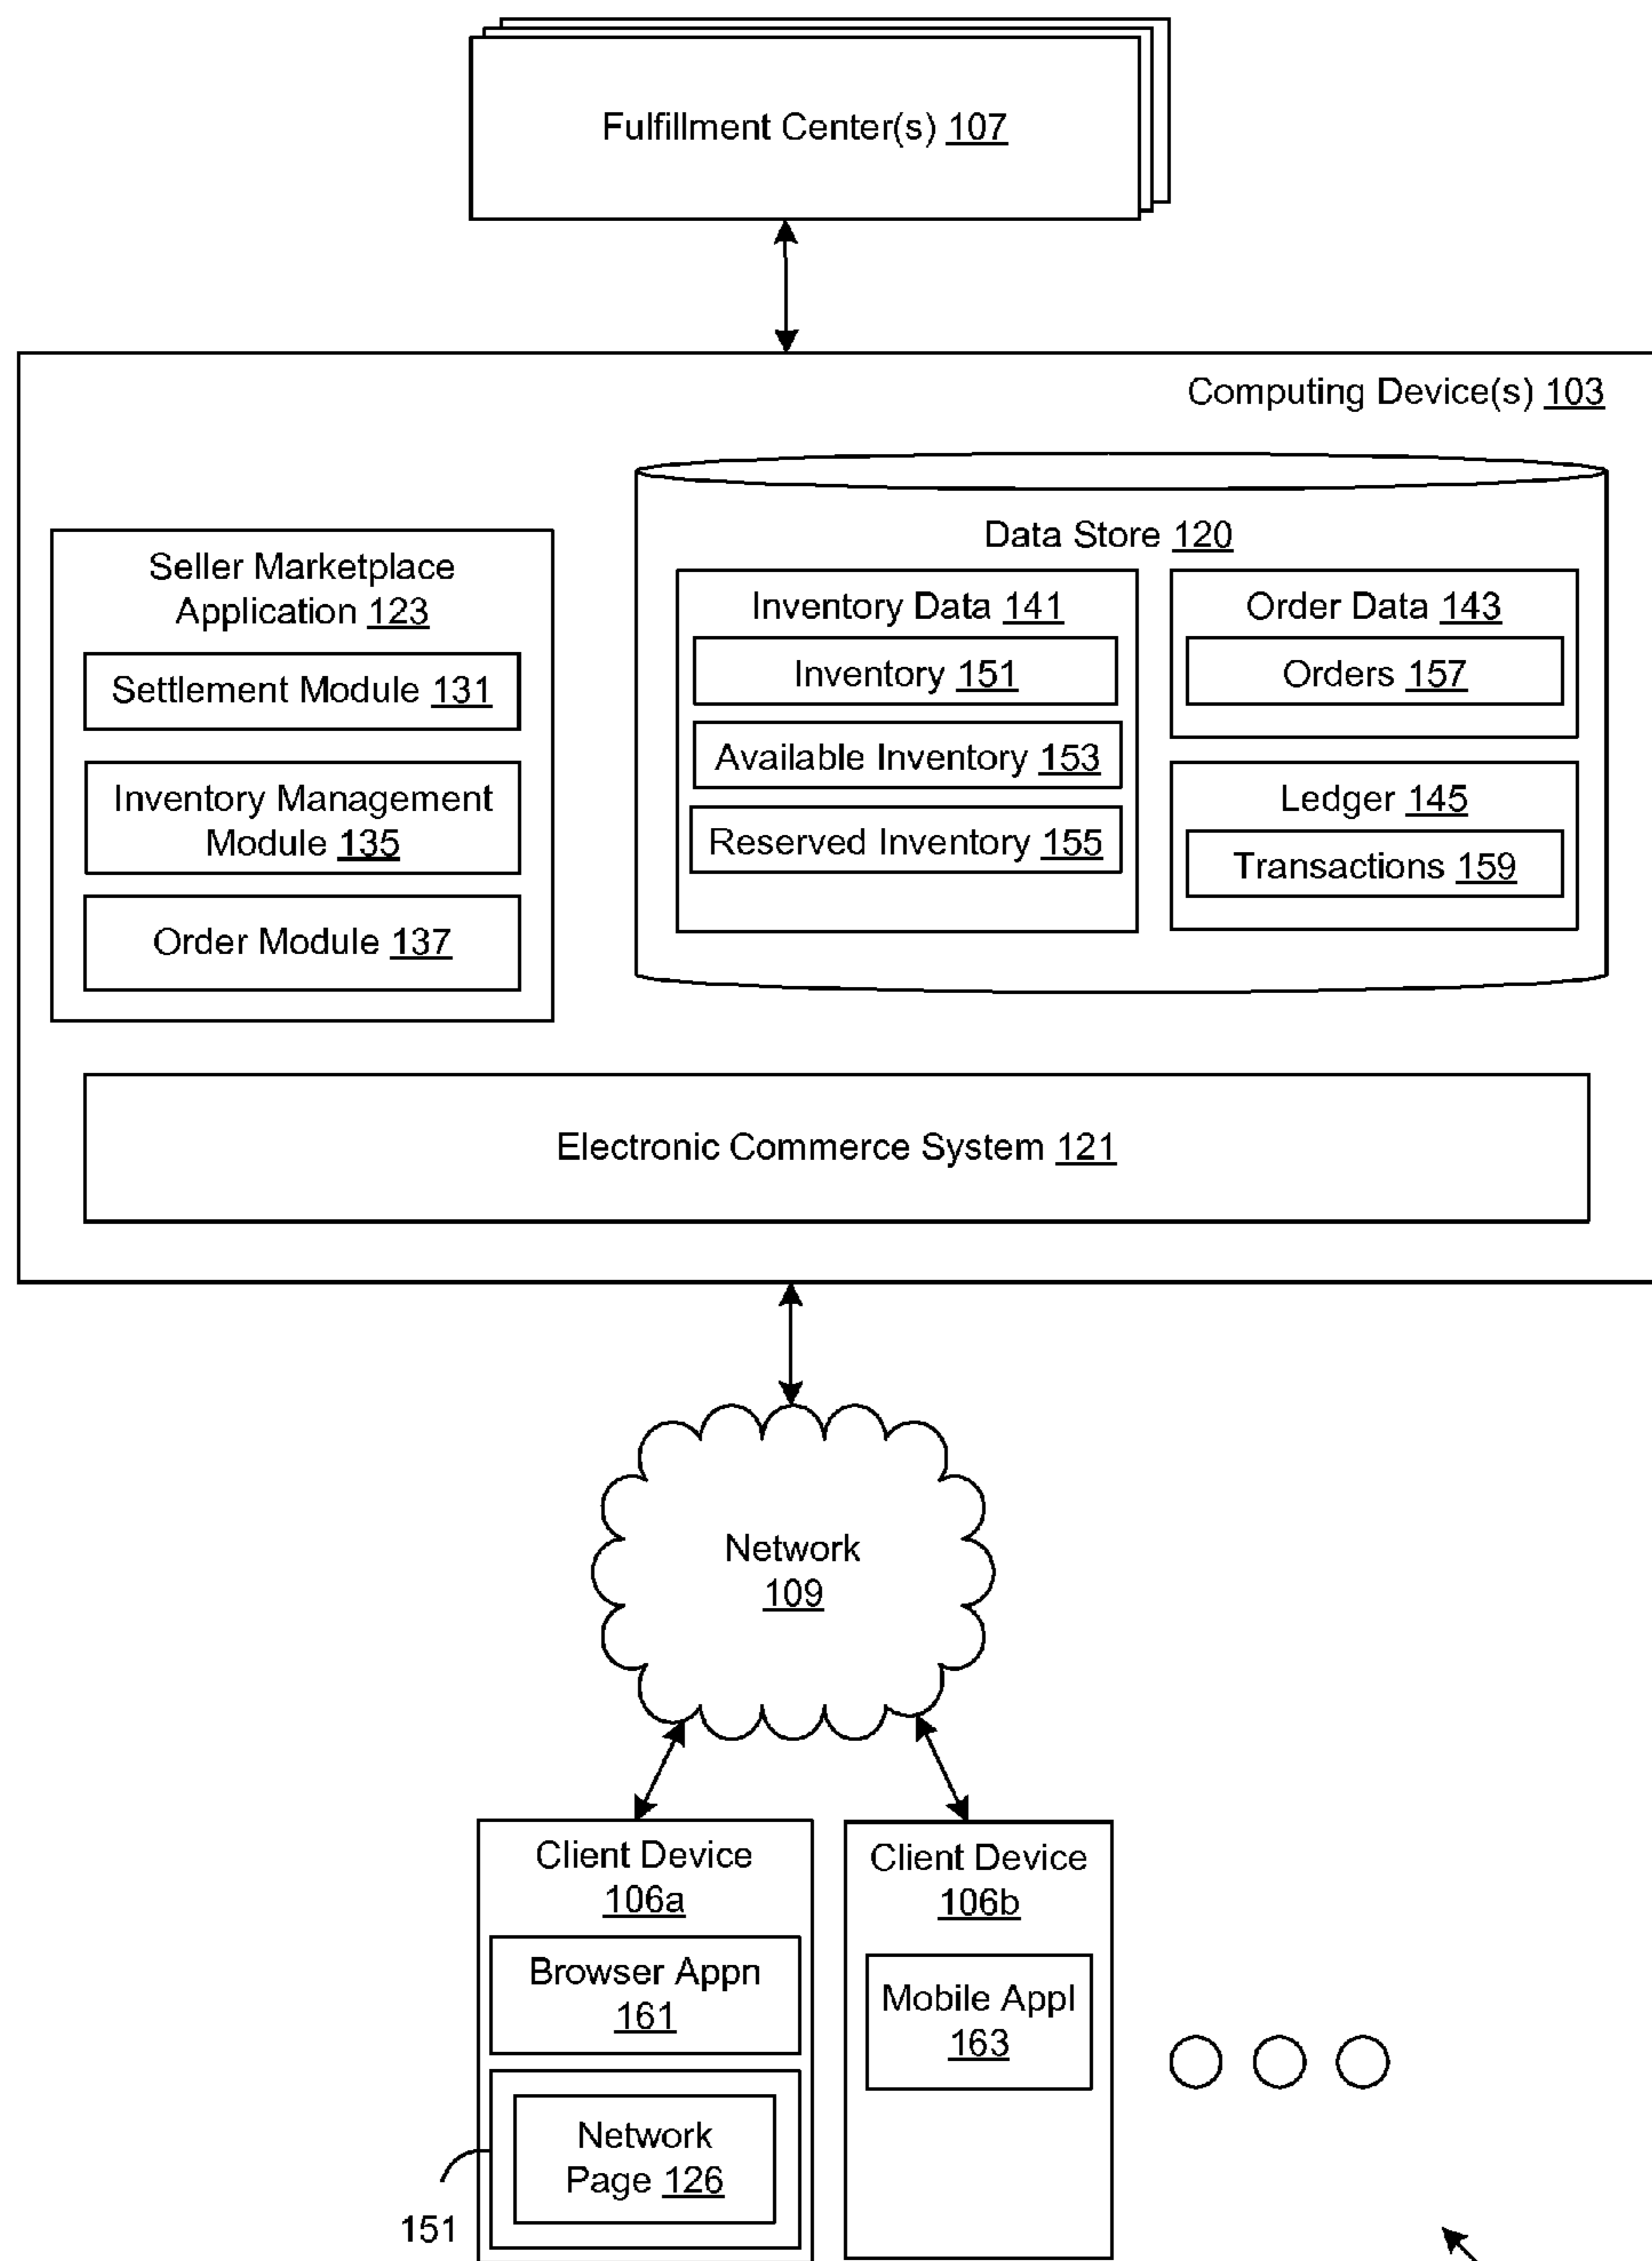 Fulfillment Center(s) 107
Computing Device(s) 103
Seller Marketplace
Application 123
Settlement Module 131
Inventory Management
Module 135
Order Module 137
Data Store 120
Inventory Data 141
Inventory 151
Available Inventory 153
Reserved Inventory 155
Order Data 143
Orders 157
Ledger 145
Transactions 159
Electronic Commerce System 121
Network
109
Client Device
106a
Browser Appn
161
Network
Page 126
151
Client Device
106b
Mobile Appl
163